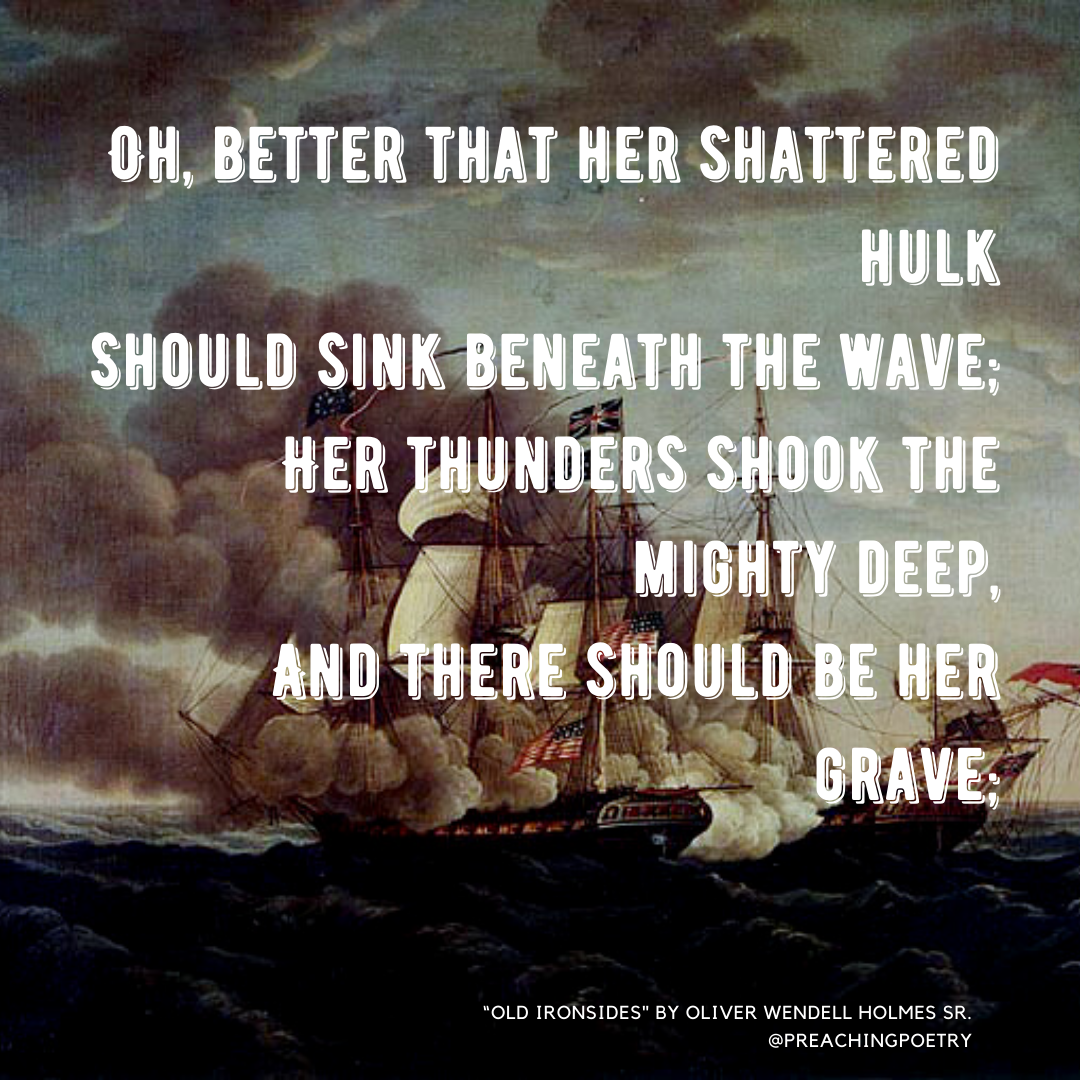 Oh, better that her shattered
hulk
Should sink beneath the wave;
Her thunders shook the
mighty deep,
And there should be her
grave;
“OLD IRONSIDES" BY OLIVER WENDELL HOLMES SR.
@PREACHINGPOETRY